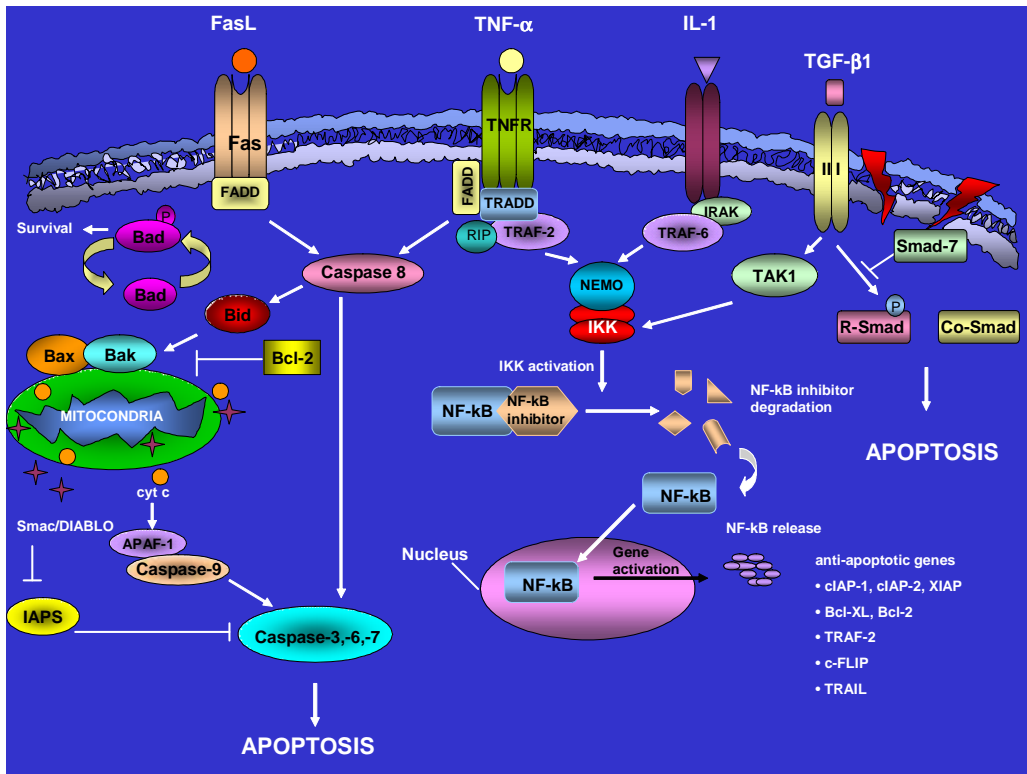 FasL
TNF-α
IL-1
TGF-β1
Fas
TNFR
II I
FADD
FADD
TRADD
IRAK
RIP
TRAF-2
TRAF-6
Smad-7
P
Survival
Bad
Bad
Caspase 8
NEMO
IKK
TAK1
P
R-Smad
Co-Smad
Bid
Bax
Bak
Bcl-2
MITOCONDRIA
IKK activation
NF-kB
NF-kB
inhibitor
NF-kB inhibitor
degradation
APOPTOSIS
cyt c
NF-kB
Smac/DIABLO
NF-kB release
APAF-1
Caspase-9
Nucleus
NF-kB
Gene
activation
anti-apoptotic genes
• cIAP-1, cIAP-2, XIAP
• Bcl-XL, Bcl-2
• TRAF-2
• c-FLIP
• TRAIL
IAPS
Caspase-3,-6,-7
APOPTOSIS